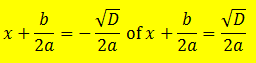 x + b/2a = −√D/2a of x + b/2a = √D/2a